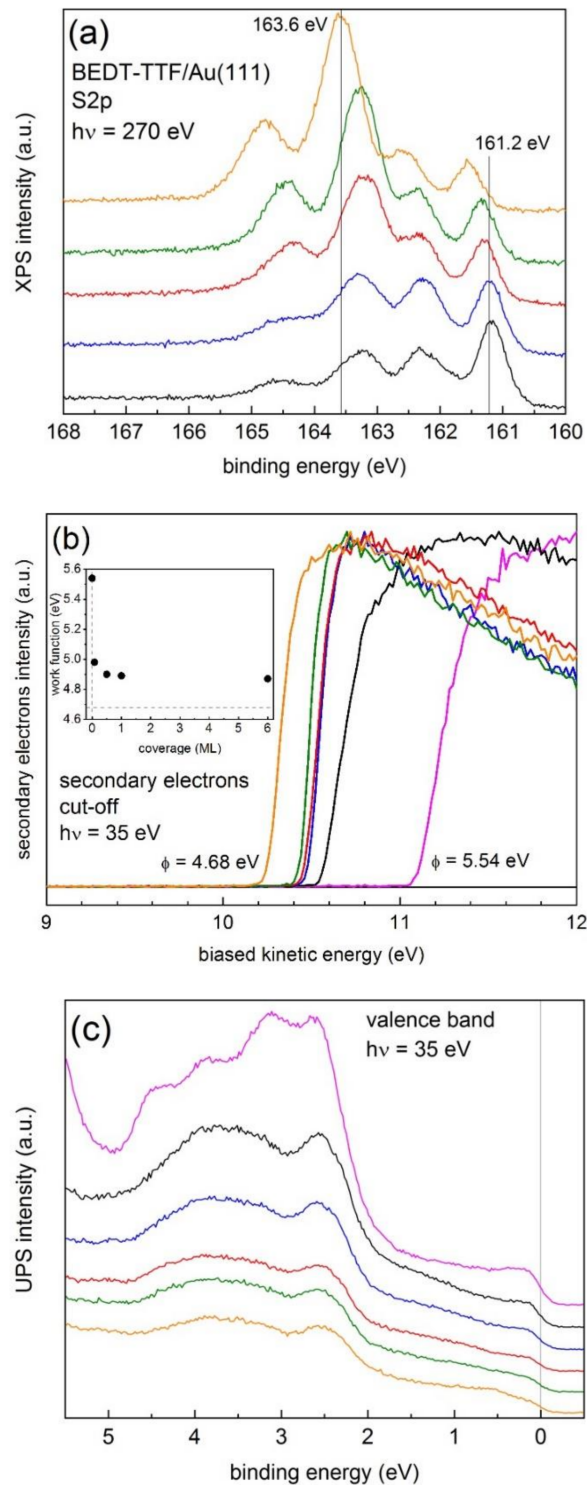 (a)
163.6 eV
BEDT-TTF/Au(111)
S2p
hν = 270 eV
161.2 eV
XPS intensity (a.u.)
168 167 166 165 164 163 162 161 160
binding energy (eV)
(b)
secondary electrons intensity (a.u.)
work function (eV)
5.6
5.4
5.2
5.0
4.8
4.6
0 1 2 3 4 5 6
coverage (ML)
secondary electrons
cut-off
hν = 35 eV
ϕ = 4.68 eV
ϕ = 5.54 eV
9 10 11 12
biased kinetic energy (eV)
(c)
valence band
hν = 35 eV
UPS intensity (a.u.)
5 4 3 2 1 0
binding energy (eV)